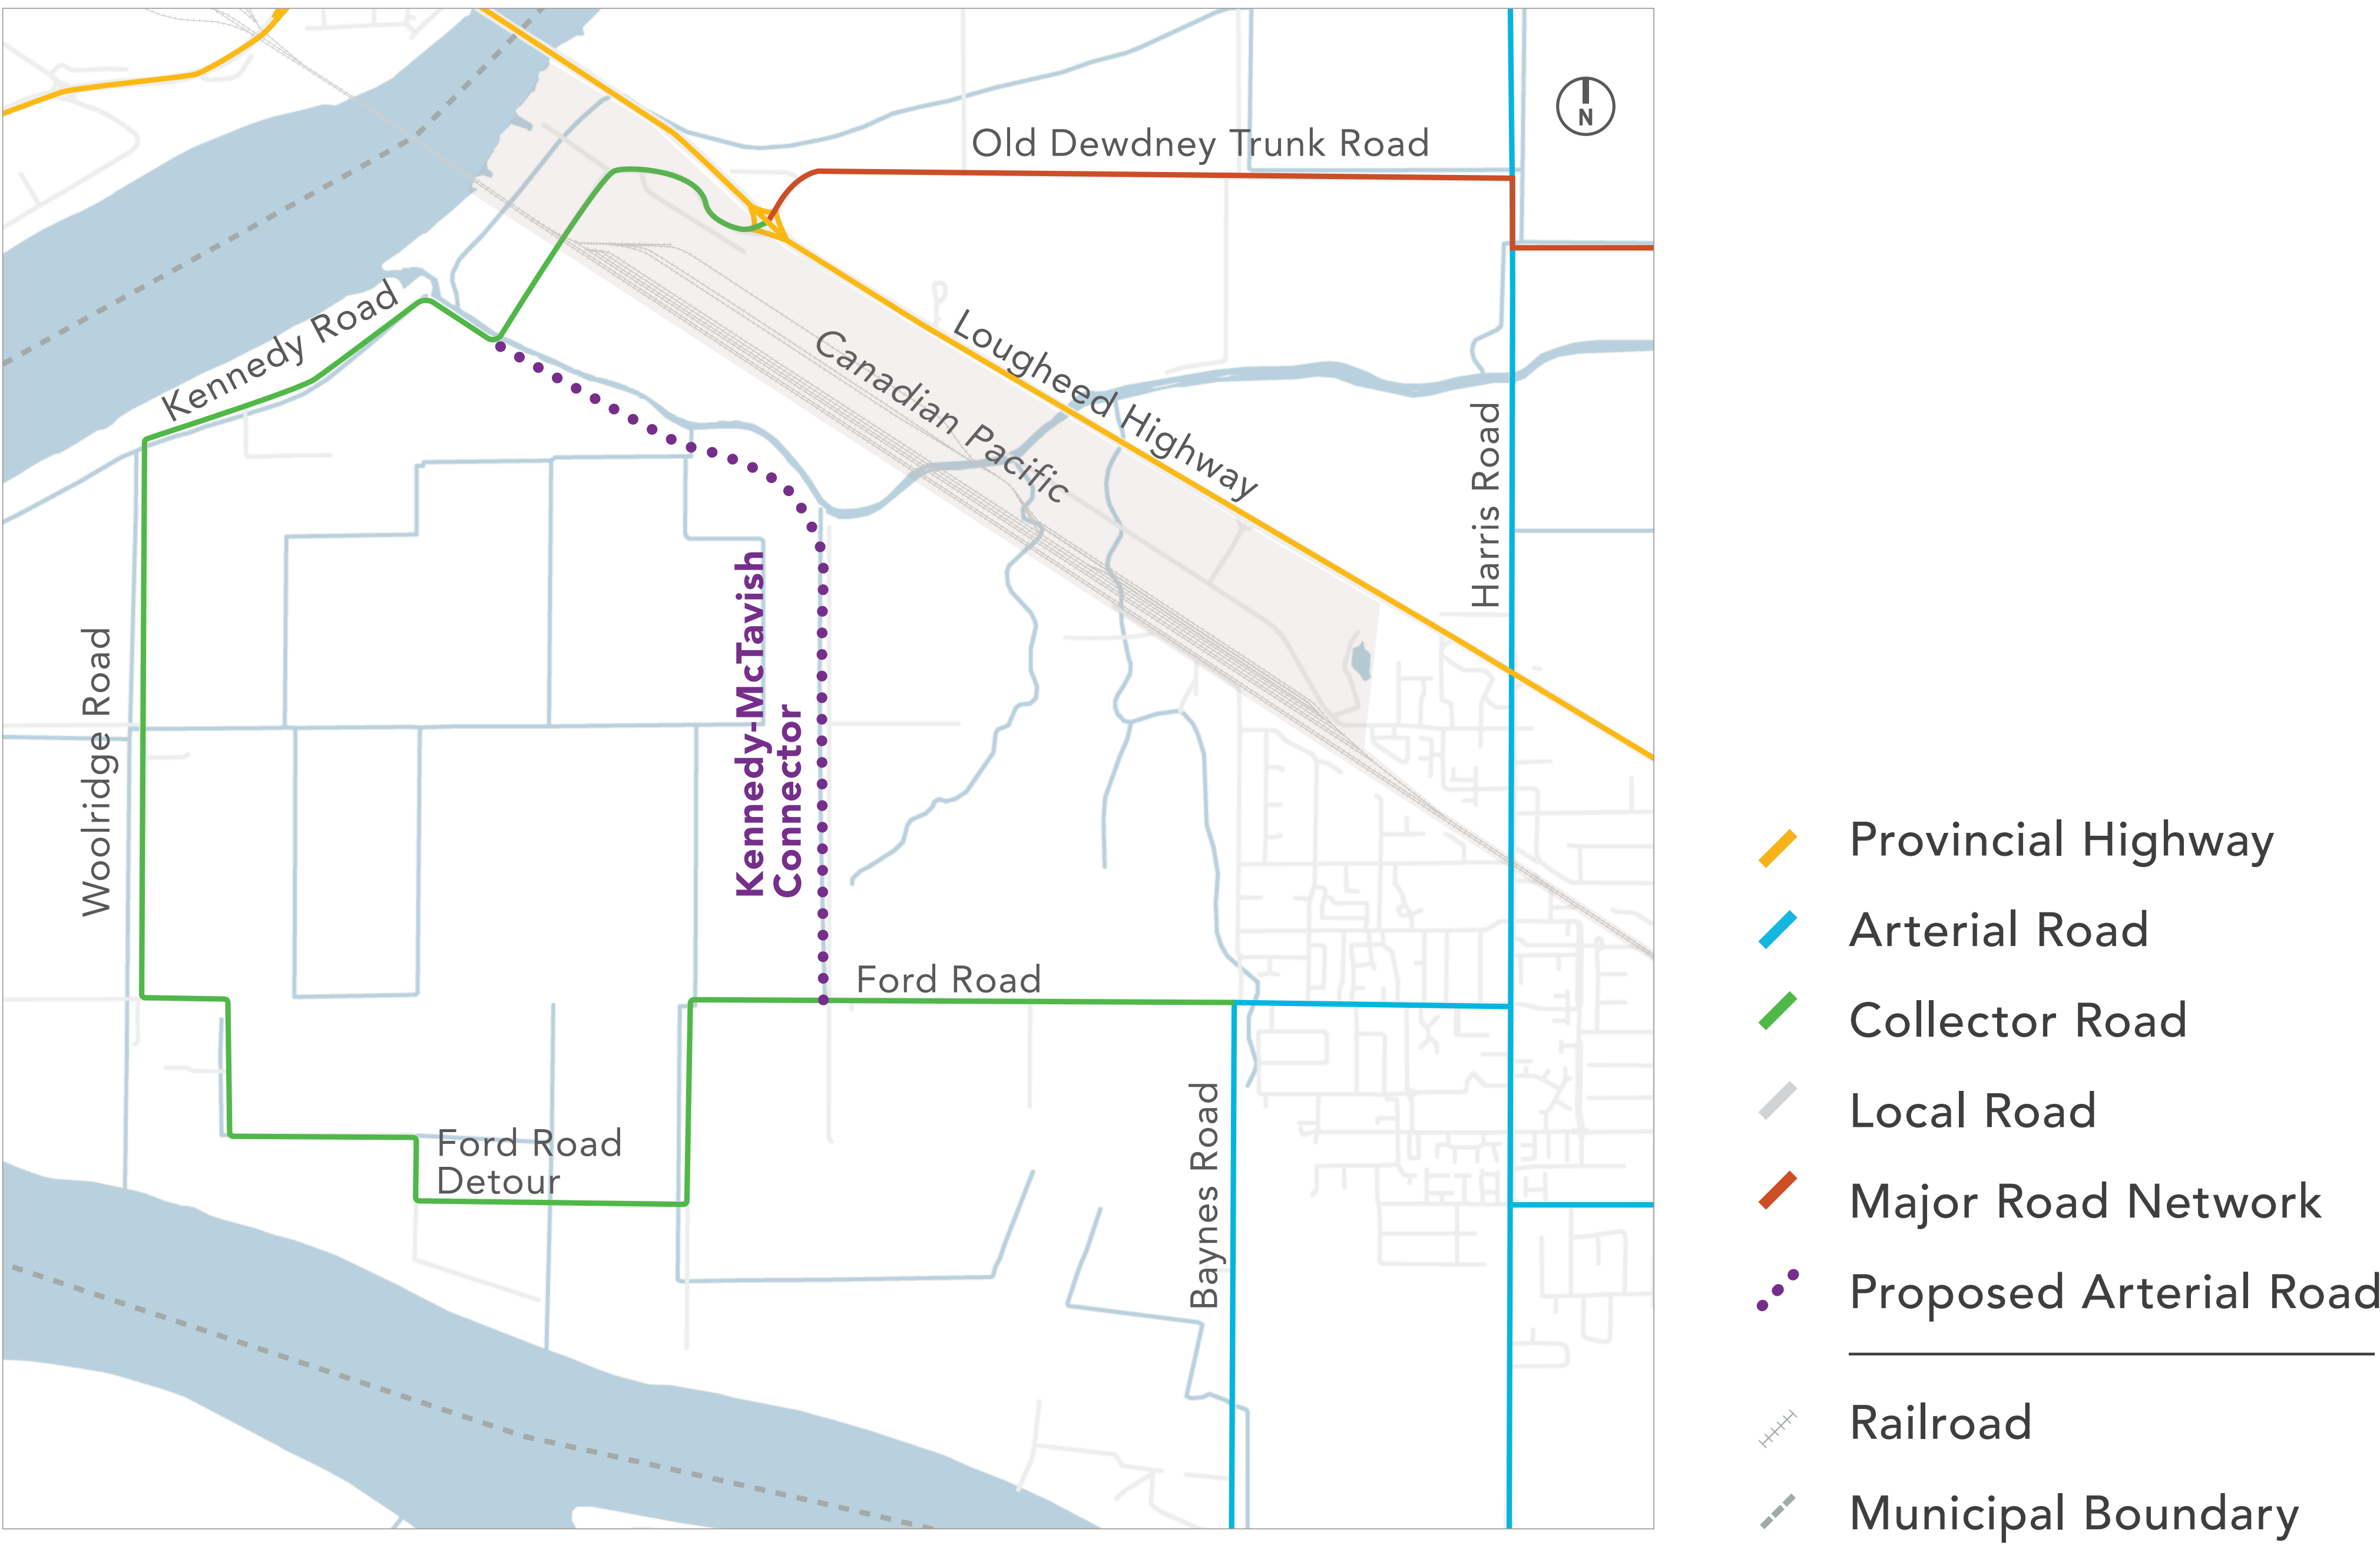 Old Dewdney Trunk Road
N
Kennedy Road
Lougheed Highway
Canadian Pacific
Harris Road
Woolridge Road
Kennedy-McTavish
Connector
Ford Road
Ford Road
Detour
Baynes Road
Provincial Highway
Arterial Road
Collector Road
Local Road
Major Road Network
Proposed Arterial Road
Railroad
Municipal Boundary